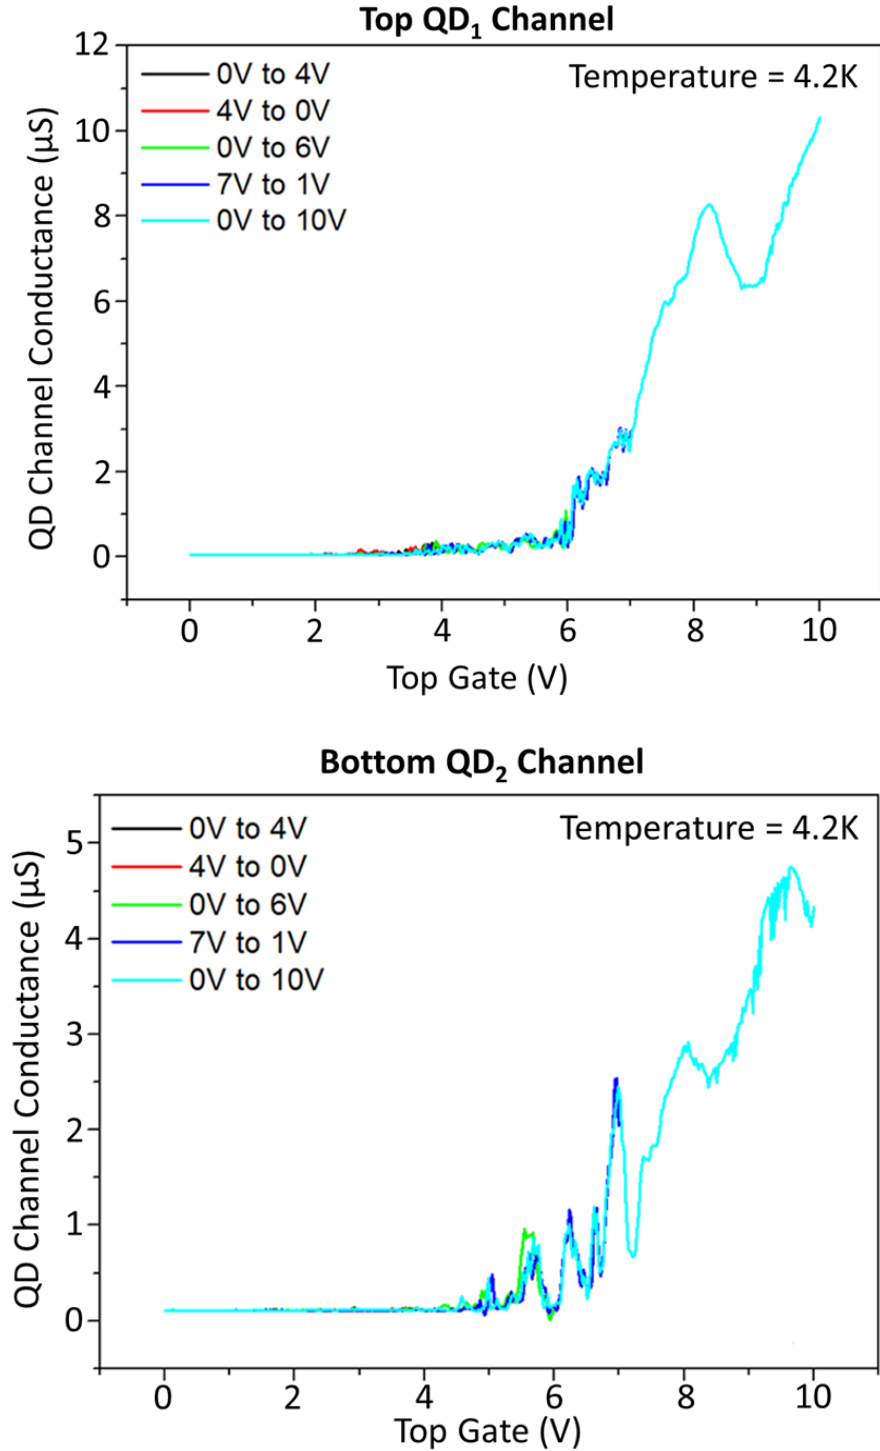 Top QD₁ Channel
12
10
8
6
4
2
0
QD Channel Conductance (µS)
0V to 4V
4V to 0V
0V to 6V
7V to 1V
0V to 10V
Temperature = 4.2K
0 2 4 6 8 10
Top Gate (V)
Bottom QD₂ Channel
5
4
3
2
1
0
QD Channel Conductance (µS)
0V to 4V
4V to 0V
0V to 6V
7V to 1V
0V to 10V
Temperature = 4.2K
0 2 4 6 8 10
Top Gate (V)